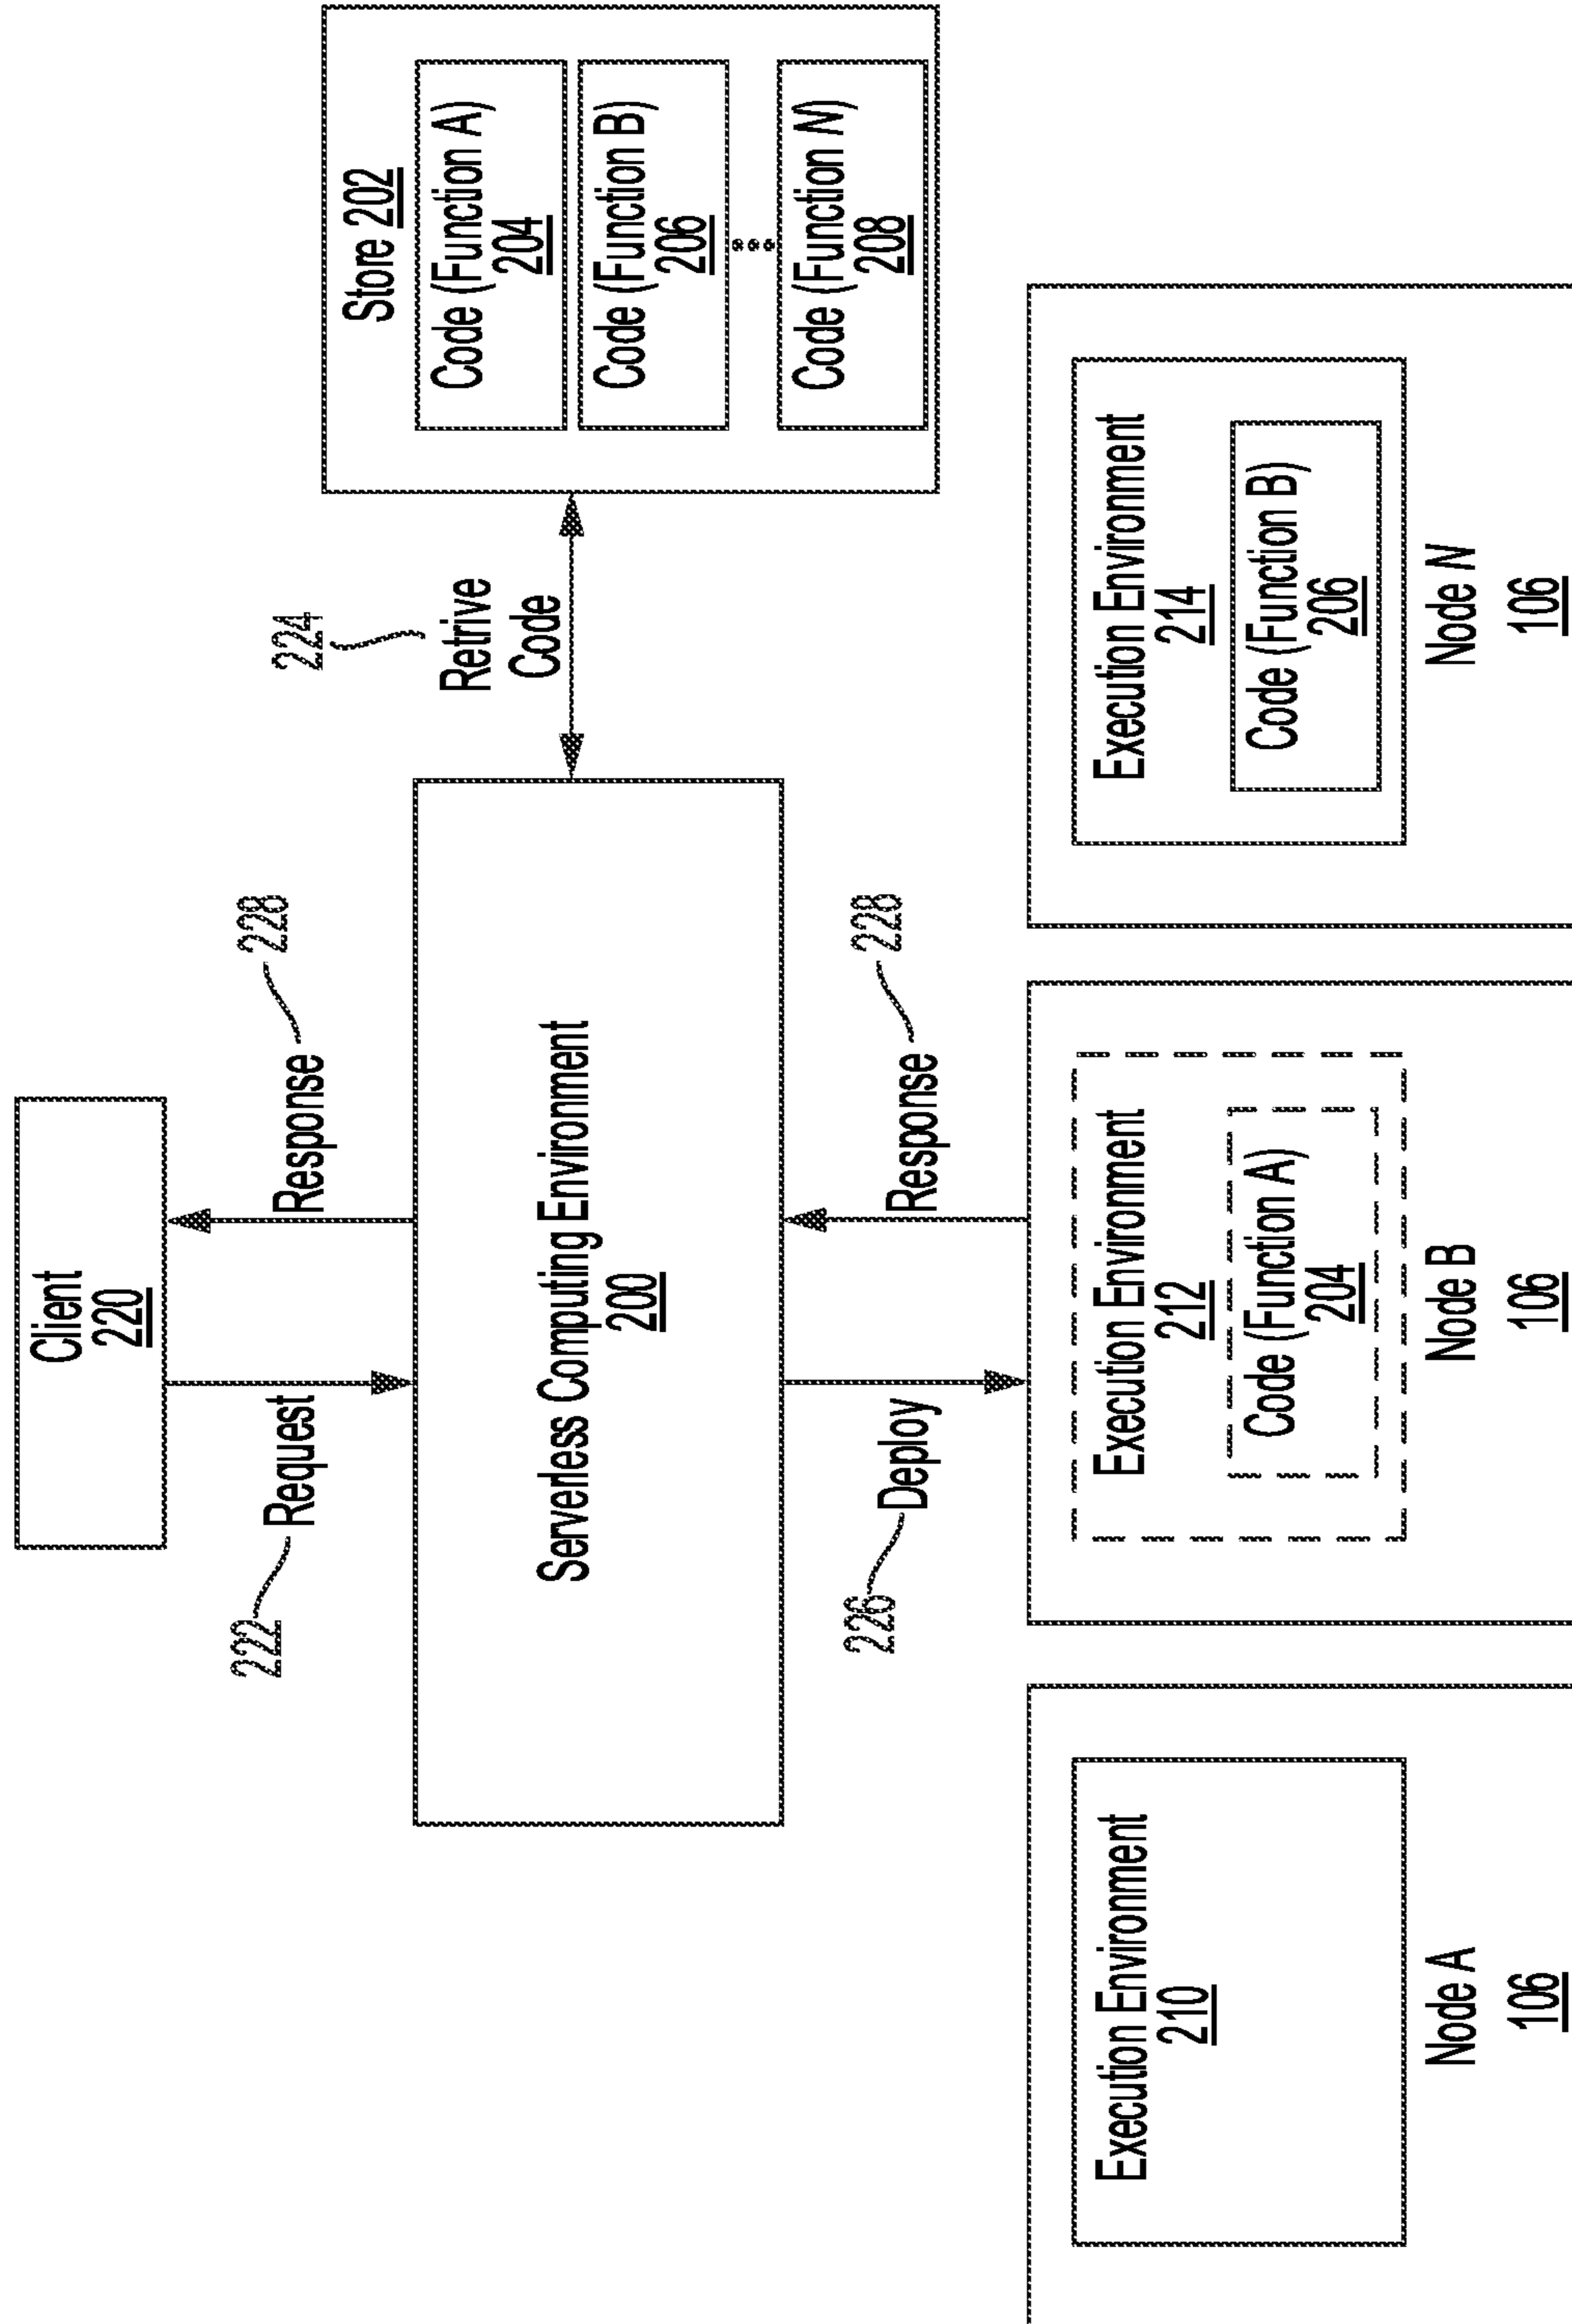 Client
220
222
Request
Response
228
Serverless Computing Environment
200
224
Retrive
Code
Store 202
Code (Function A)
204
Code (Function B)
206
Code (Function N)
208
226
Deploy
Response
228
Execution Environment
210
Node A
106
Execution Environment
212
Code (Function A)
204
Node B
106
Execution Environment
214
Code (Function B)
206
Node N
106